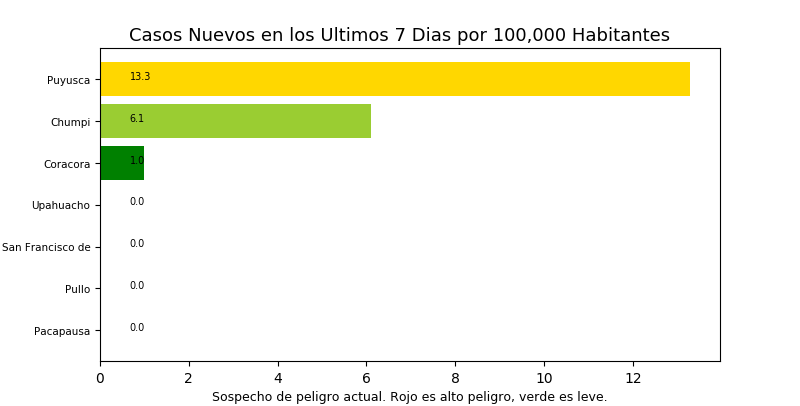 Casos Nuevos en los Ultimos 7 Dias por 100,000 Habitantes
Puyusca 13.3
Chumpi 6.1
Coracora 1.0
Upahuacho 0.0
San Francisco de 0.0
Pullo 0.0
Pacapausa 0.0
0 2 4 6 8 10 12
Sospecho de peligro actual. Rojo es alto peligro, verde es leve.